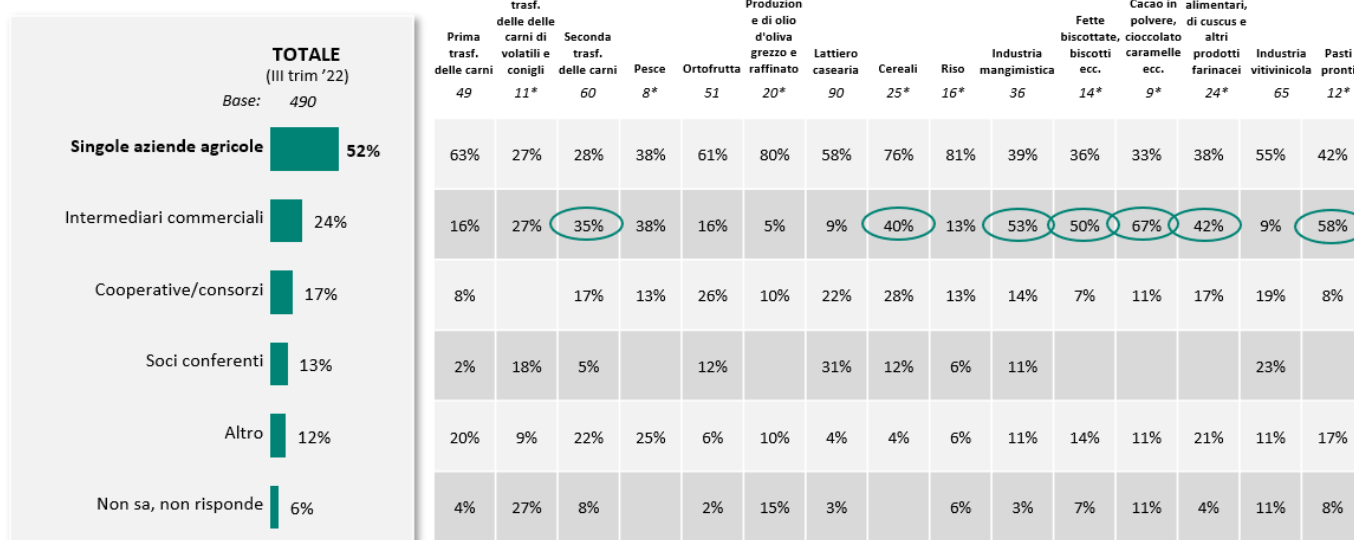 TOTALE
(III trim ’22)
Base: 490
Prima trasf. delle carni
trasf. delle delle carni di volatili e conigli
Seconda trasf. delle carni
Pesce
Ortofrutta
Produzion e di olio d'oliva grezzo e raffinato
Lattiero casearia
Cereali
Riso
Industria mangimistica
Fette biscottate, biscotti ecc.
Cacao in polvere, cioccolato caramelle ecc.
alimentari, di cuscus e altri prodotti farinacei
Industria vitivinicola
Pasti pronti
49 11* 60 8* 51 20* 90 25* 16* 36 14* 9* 24* 65 12*
Singole aziende agricole 52% 63% 27% 28% 38% 61% 80% 58% 76% 81% 39% 36% 33% 38% 55% 42%
Intermediari commerciali 24% 16% 27% 35% 38% 16% 5% 9% 40% 13% 53% 50% 67% 42% 9% 58%
Cooperative/consorzi 17% 8% 17% 13% 26% 10% 22% 28% 13% 14% 7% 11% 17% 19% 8%
Soci conferenti 13% 2% 18% 5% 12% 31% 12% 6% 11% 23%
Altro 12% 20% 9% 22% 25% 6% 10% 4% 4% 6% 11% 14% 11% 21% 11% 17%
Non sa, non risponde 6% 4% 27% 8% 2% 15% 3% 6% 3% 7% 11% 4% 11% 8%